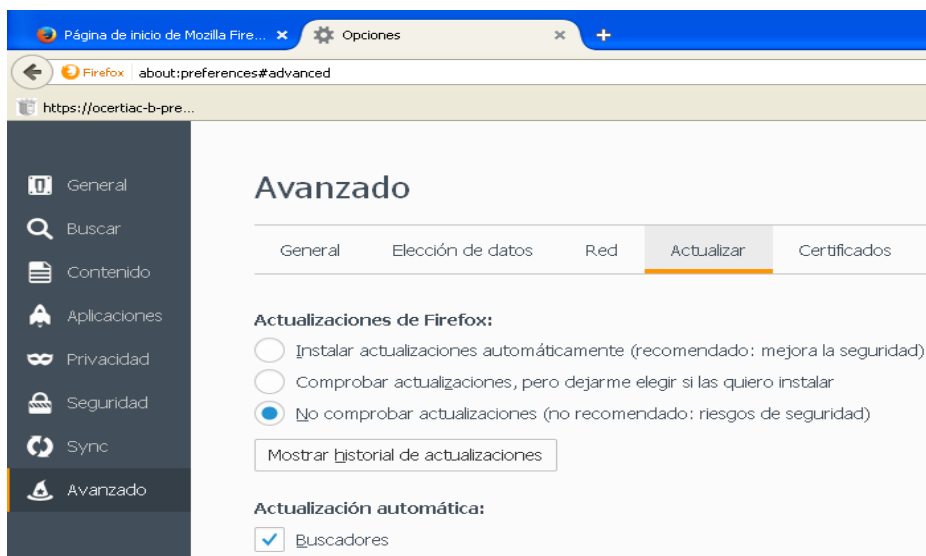 Página de inicio de Mozilla Fire...
Opciones
Firefox about:preferences#advanced
https://ocertiac-b-pre...
General
Buscar
Contenido
Aplicaciones
Privacidad
Seguridad
Sync
Avanzado
Avanzado
General Elección de datos Red Actualizar Certificados
Actualizaciones de Firefox:
Instalar actualizaciones automáticamente (recomendado: mejora la seguridad)
Comprobar actualizaciones, pero dejarme elegir si las quiero instalar
No comprobar actualizaciones (no recomendado: riesgos de seguridad)
Mostrar historial de actualizaciones
Actualización automática:
Buscadores